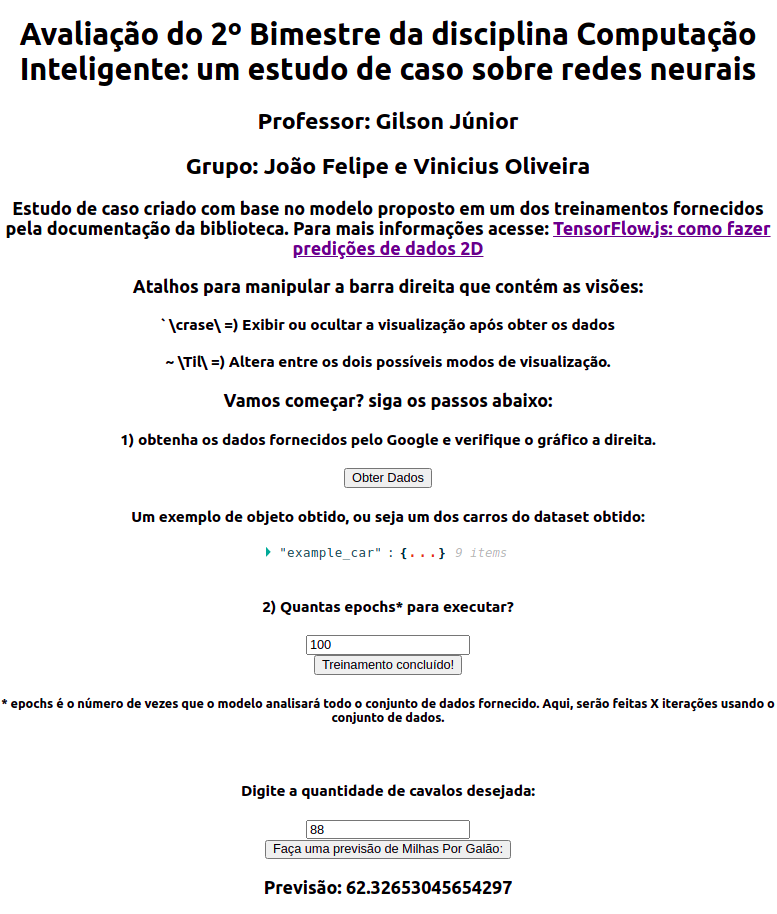 Avaliação do 2º Bimestre da disciplina Computação
Inteligente: um estudo de caso sobre redes neurais
Professor: Gilson Júnior
Grupo: João Felipe e Vinicius Oliveira
Estudo de caso criado com base no modelo proposto em um dos treinamentos fornecidos
pela documentação da biblioteca. Para mais informações acesse: TensorFlow.js: como fazer
predições de dados 2D
Atalhos para manipular a barra direita que contém as visões:
`\crase\ =) Exibir ou ocultar a visualização após obter os dados
~ \Til\ =) Altera entre os dois possíveis modos de visualização.
Vamos começar? siga os passos abaixo:
1) obtenha os dados fornecidos pelo Google e verifique o gráfico a direita.
Obter Dados
Um exemplo de objeto obtido, ou seja um dos carros do dataset obtido:
"example_car" : {...} 9 items
2) Quantas epochs* para executar?
100
Treinamento concluído!
* epochs é o número de vezes que o modelo analisará todo o conjunto de dados fornecido. Aqui, serão feitas X iterações usando o
conjunto de dados.
Digite a quantidade de cavalos desejada:
88
Faça uma previsão de Milhas Por Galão:
Previsão: 62.32653045654297